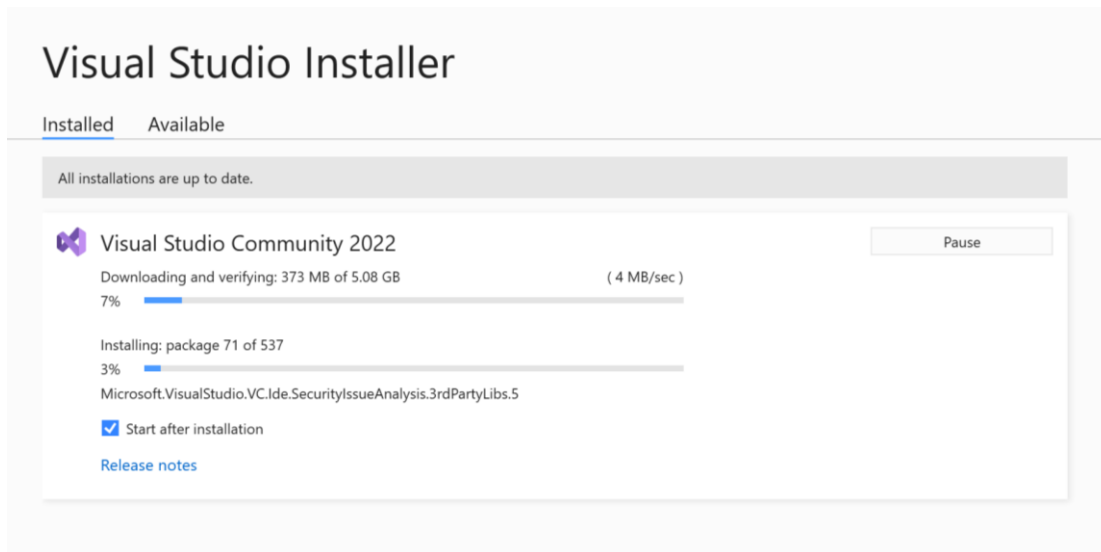 Visual Studio Installer
Installed Available
All installations are up to date.
Visual Studio Community 2022
Pause
Downloading and verifying: 373 MB of 5.08 GB ( 4 MB/sec )
7%
Installing: package 71 of 537
3%
Microsoft.VisualStudio.VC.Ide.SecurityIssueAnalysis.3rdPartyLibs.5
Start after installation
Release notes